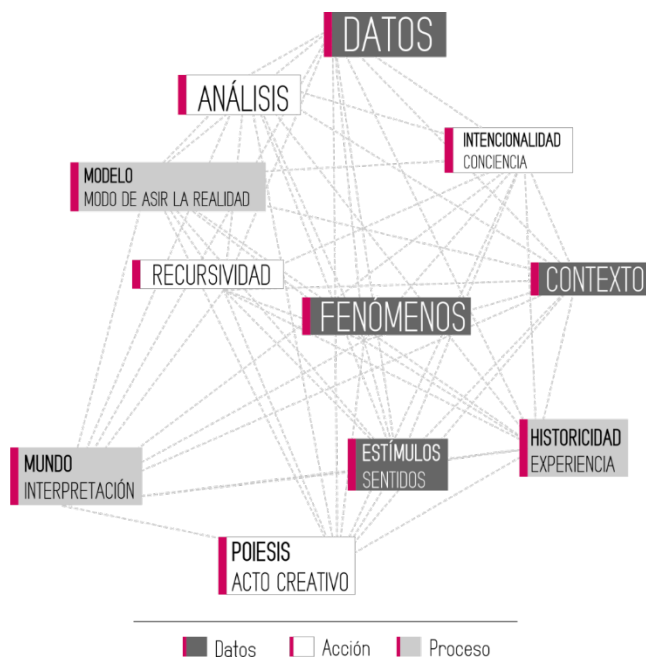 DATOS
ANÁLISIS
INTENCIONALIDAD
CONCIENCIA
MODELO
MODO DE ASIR LA REALIDAD
RECURSIVIDAD
CONTEXTO
FENÓMENOS
MUNDO
INTERPRETACIÓN
ESTÍMULOS
SENTIDOS
HISTORICIDAD
EXPERIENCIA
POIESIS
ACTO CREATIVO
Datos
Acción
Proceso